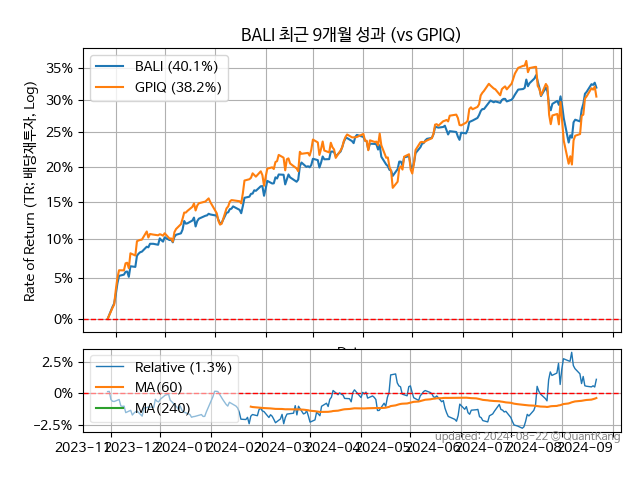 BALI 최근 9개월 성과 (vs GPIQ)
Rate of Return (TR; 배당재투자, Log)
35%
30%
25%
20%
15%
10%
5%
0%
BALI (40.1%)
GPIQ (38.2%)
2.5%
0%
−2.5%
Relative (1.3%)
MA(60)
MA(240)
updated: 2024-08-22 © QuantKang
2023-11 2023-12 2024-01 2024-02 2024-03 2024-04 2024-05 2024-06 2024-07 2024-08 2024-09